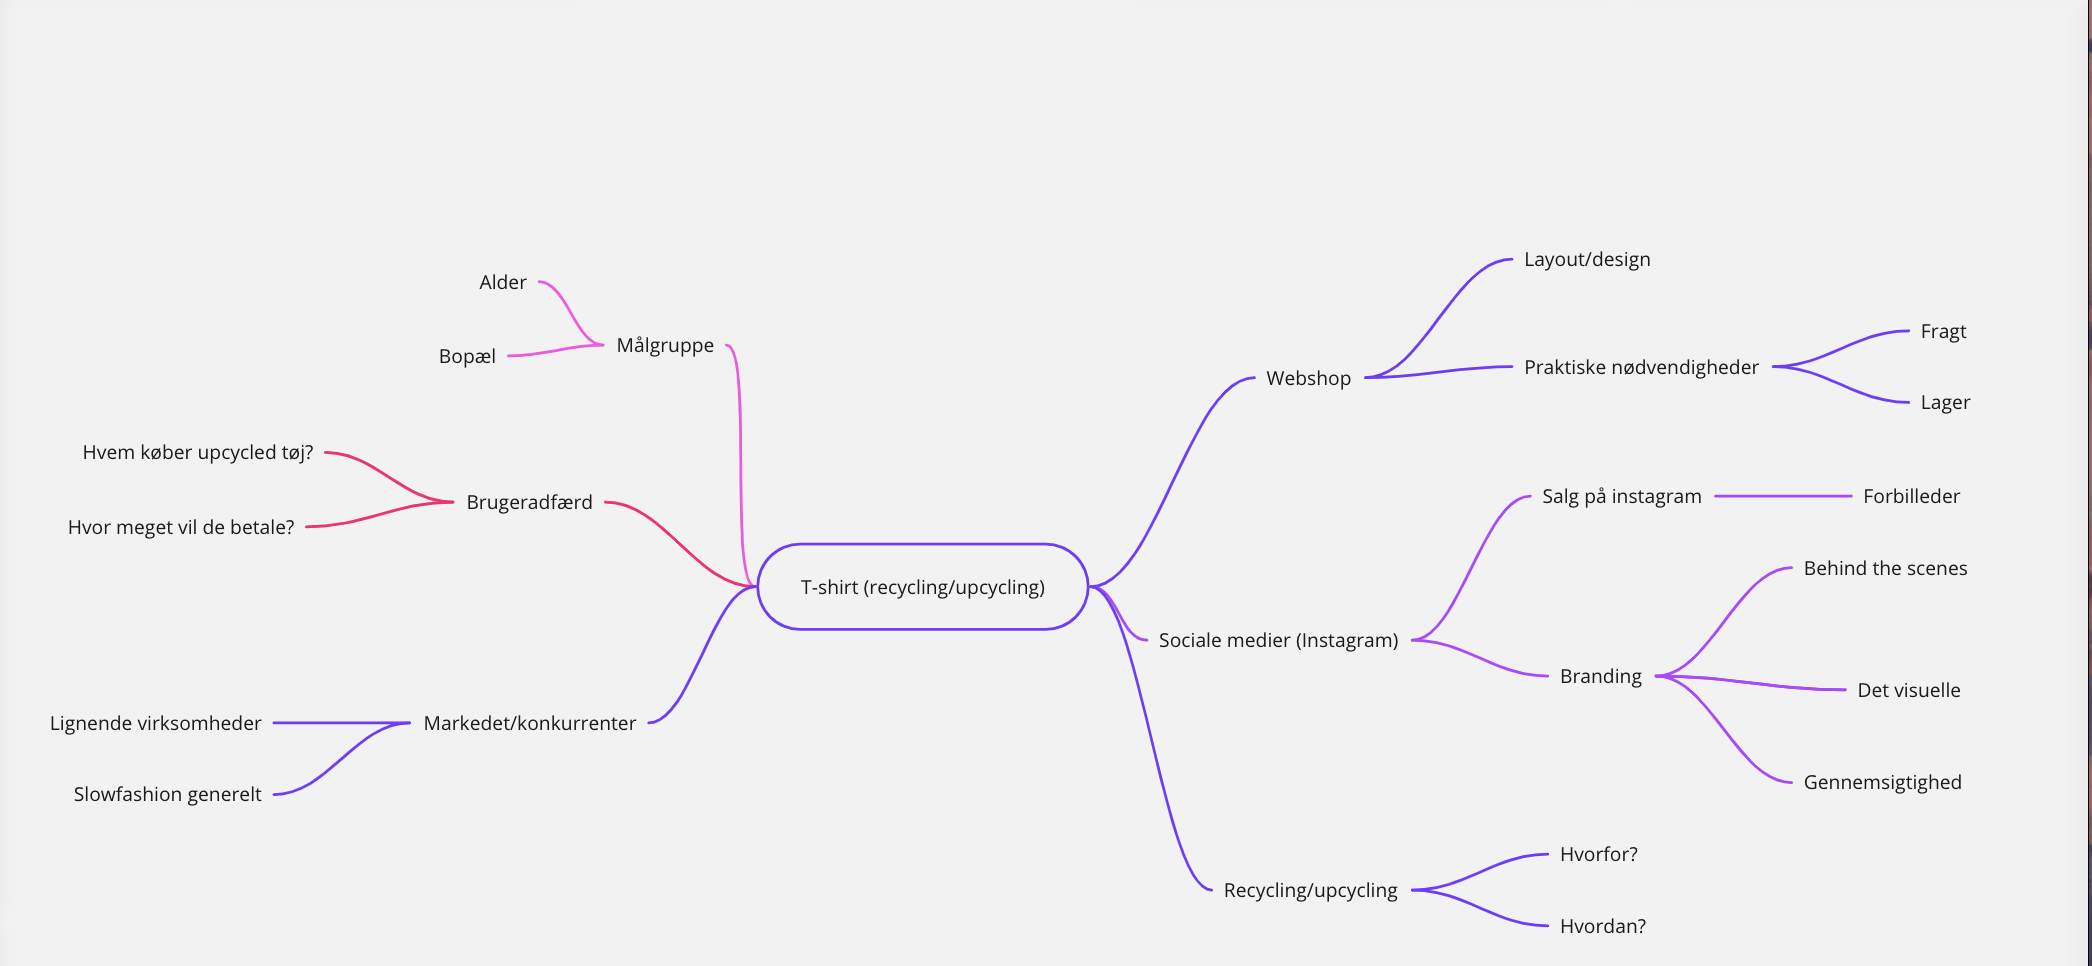 T-shirt (recycling/upcycling)
Målgruppe
Alder
Bopæl
Brugeradfærd
Hvem køber upcycled tøj?
Hvor meget vil de betale?
Markedet/konkurrenter
Lignende virksomheder
Slowfashion generelt
Webshop
Layout/design
Praktiske nødvendigheder
Fragt
Lager
Sociale medier (Instagram)
Salg på instagram
Forbilleder
Branding
Behind the scenes
Det visuelle
Gennemsigtighed
Recycling/upcycling
Hvorfor?
Hvordan?